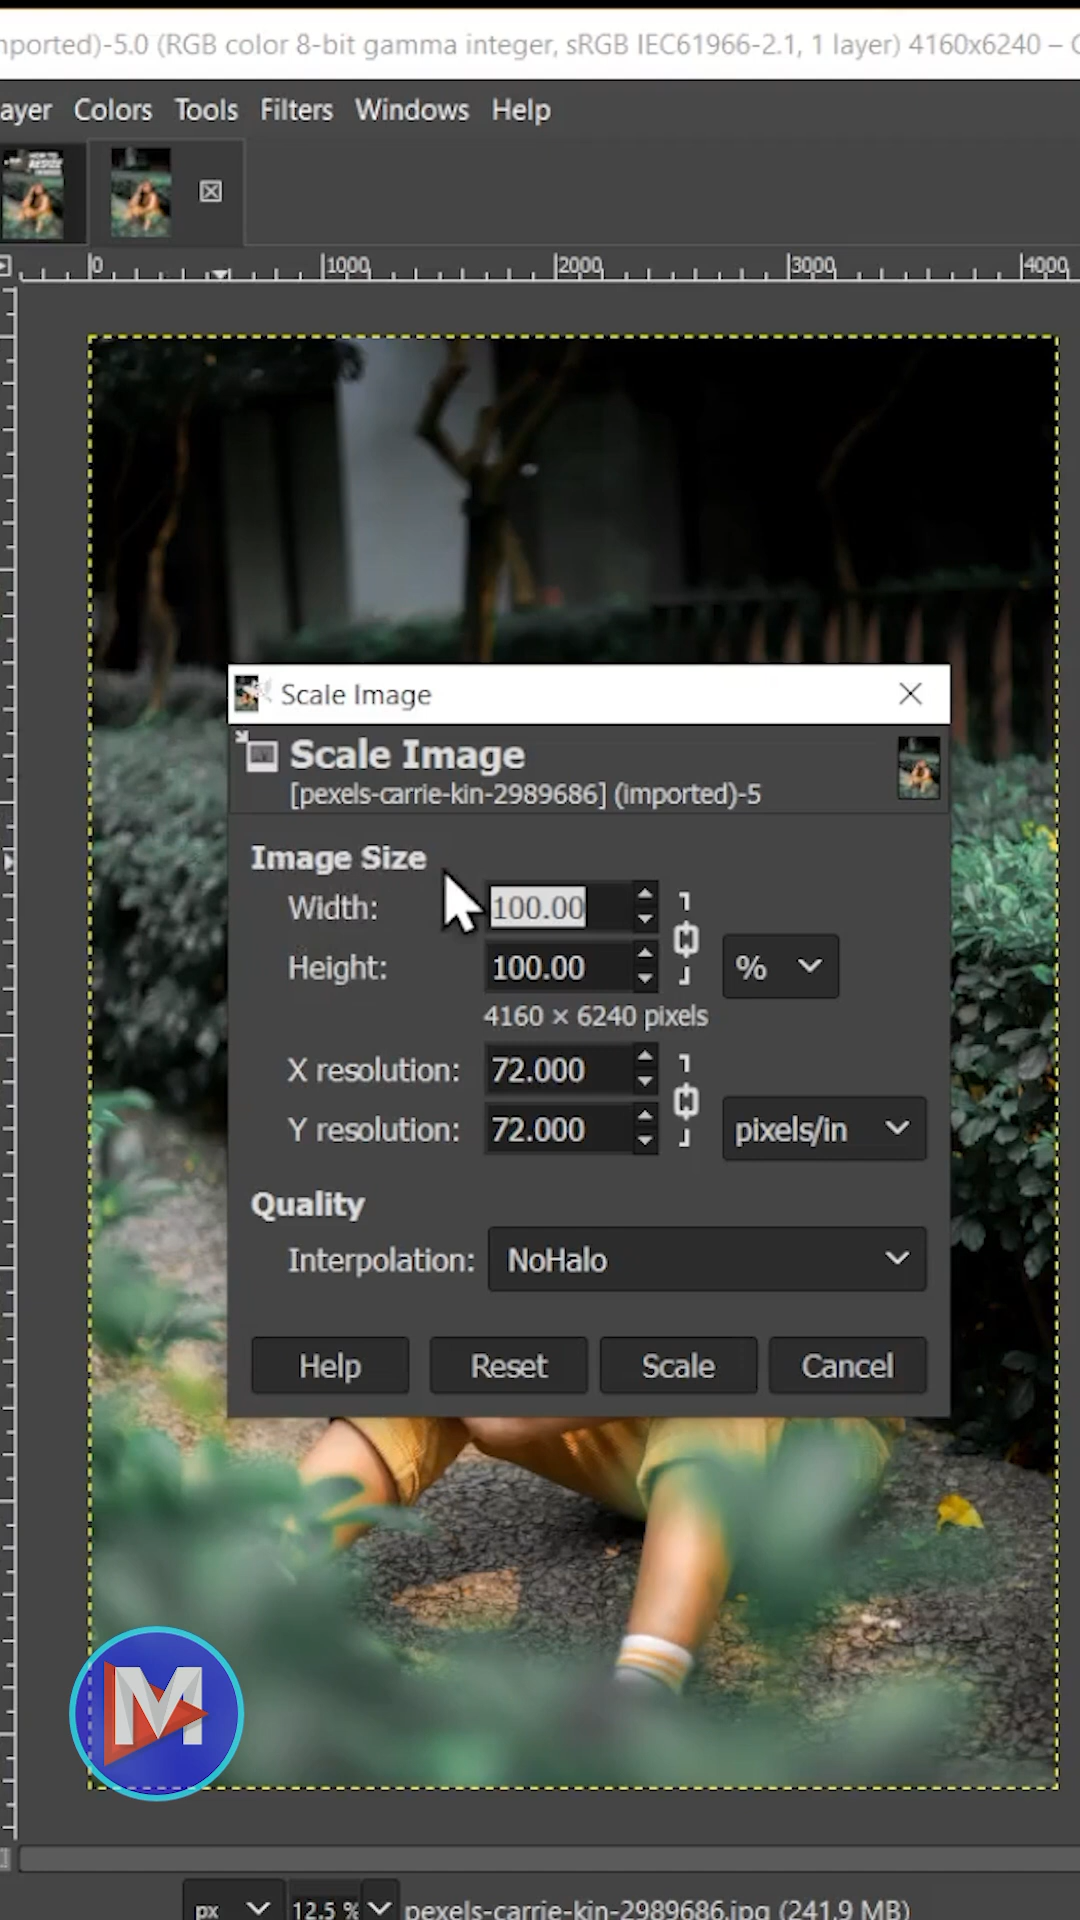 ported)-5.0 (RGB color 8-bit gamma integer, sRGB IEC61966-2.1, 1 layer) 4160x6240 –
ayer Colors Tools Filters Windows Help
0 1000 2000 3000 4000
Scale Image
Scale Image
[pexels-carrie-kin-2989686] (imported)-5
Image Size
Width: 100.00
Height: 100.00 %
4160 × 6240 pixels
X resolution: 72.000
Y resolution: 72.000 pixels/in
Quality
Interpolation: NoHalo
Help Reset Scale Cancel
M
px 12.5 % pexels-carrie-kin-2989686.jpg (241.9 MB)